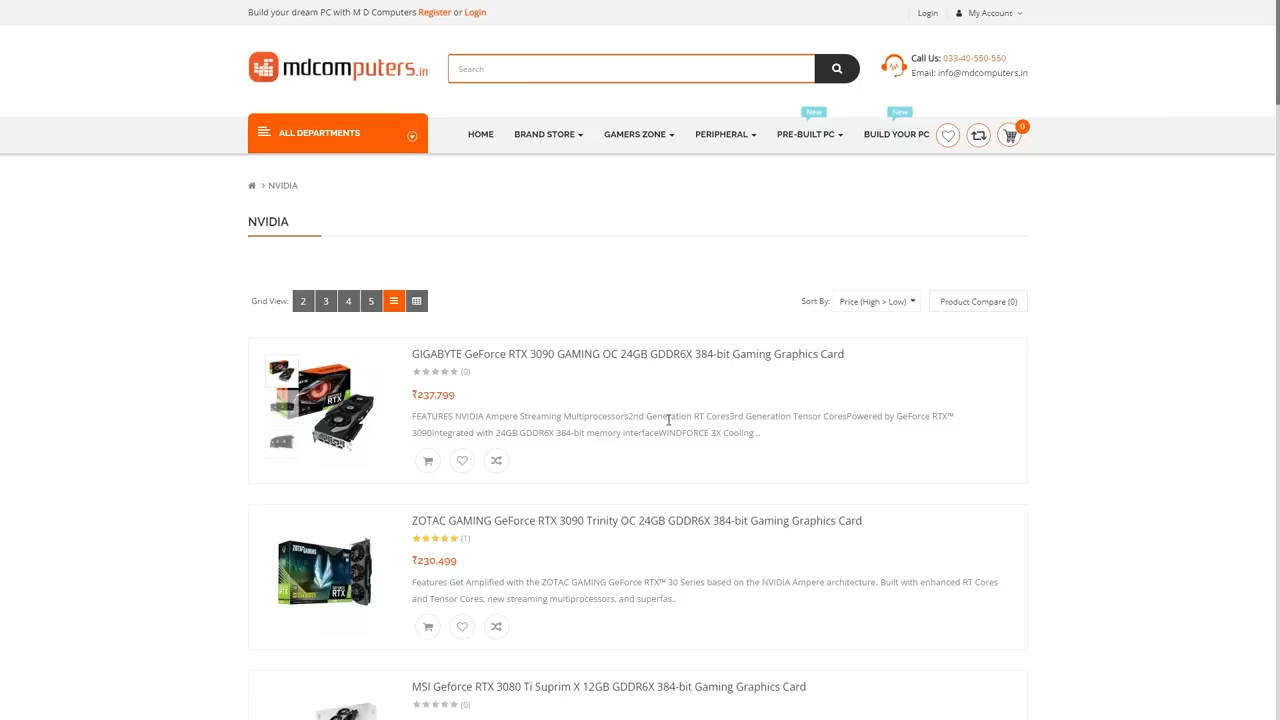 Build your dream PC with M D Computers Register or Login
Login
My Account
mdcomputers.in
Search
Call Us: 033-40-550-550
Email: info@mdcomputers.in
ALL DEPARTMENTS
HOME
BRAND STORE
GAMERS ZONE
PERIPHERAL
New
PRE-BUILT PC
New
BUILD YOUR PC
0
NVIDIA
NVIDIA
Grid View: 2 3 4 5
Sort By: Price (High > Low)
Product Compare (0)
GIGABYTE GeForce RTX 3090 GAMING OC 24GB GDDR6X 384-bit Gaming Graphics Card
(0)
₹237,799
FEATURES NVIDIA Ampere Streaming Multiprocessors2nd Generation RT Cores3rd Generation Tensor CoresPowered by GeForce RTX™
3090Integrated with 24GB GDDR6X 384-bit memory interfaceWINDFORCE 3X Cooling ..
ZOTAC GAMING GeForce RTX 3090 Trinity OC 24GB GDDR6X 384-bit Gaming Graphics Card
(1)
₹230,499
Features Get Amplified with the ZOTAC GAMING GeForce RTX™ 30 Series based on the NVIDIA Ampere architecture. Built with enhanced RT Cores
and Tensor Cores, new streaming multiprocessors, and superfas..
MSI Geforce RTX 3080 Ti Suprim X 12GB GDDR6X 384-bit Gaming Graphics Card
(0)